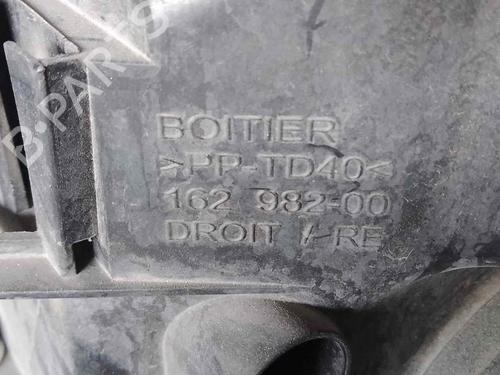 B-PARTS
BOITIER
>PP-TD40<
162 982-00
DROIT / RE